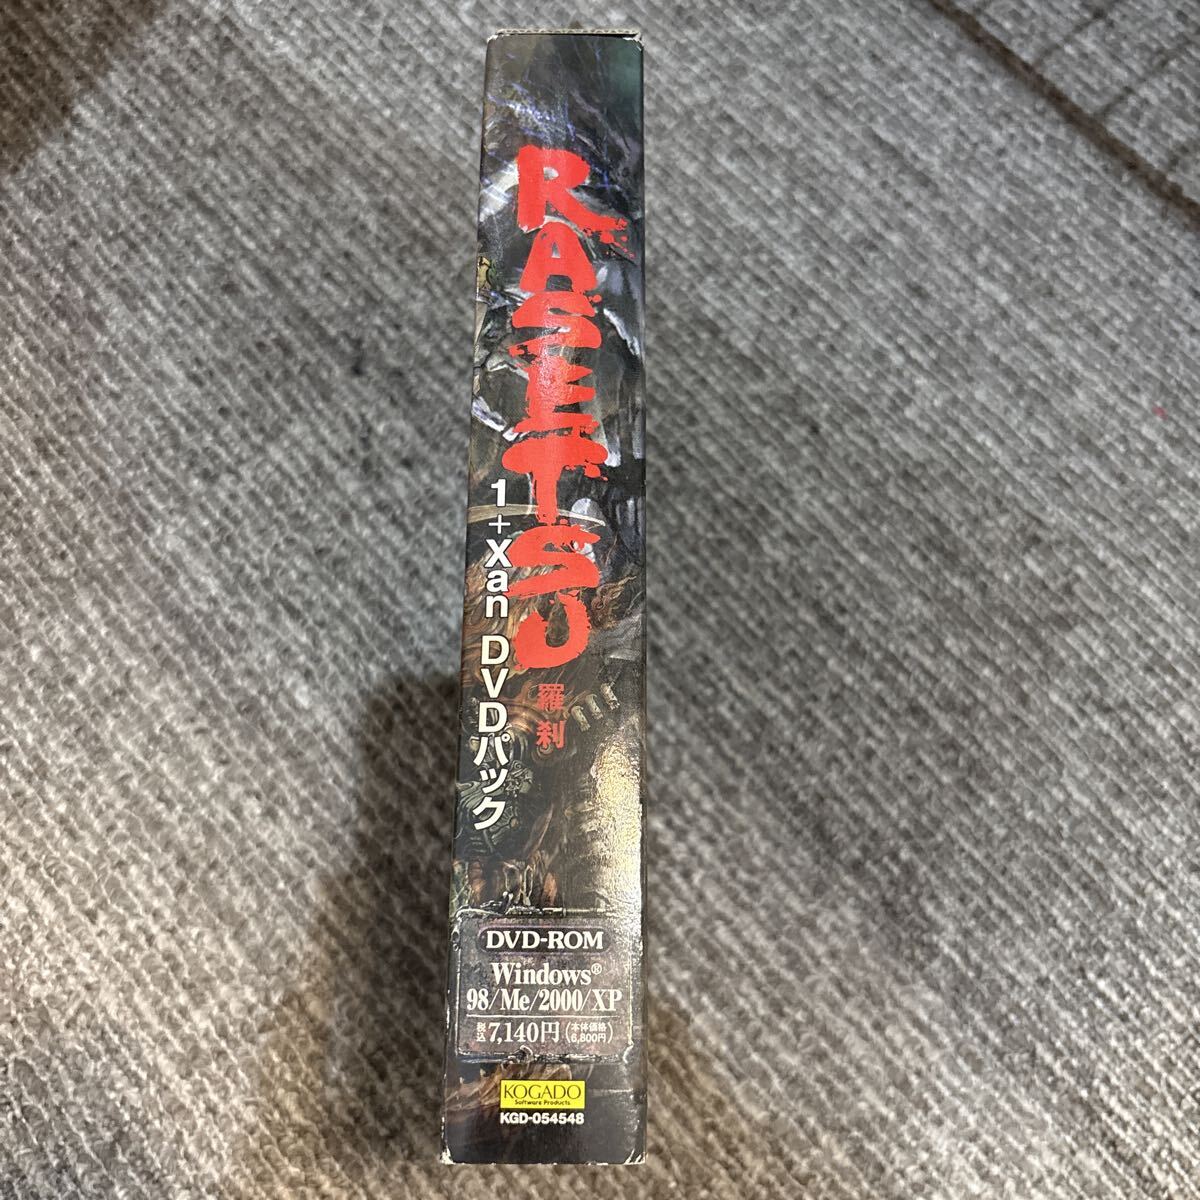 RASETSU
羅刹
1+Xan DVDパック
DVD-ROM
Windows®
98/Me/2000/XP
税込7,140円(本体価格6,800円)
KOGADO
Software Products
KGD-054548